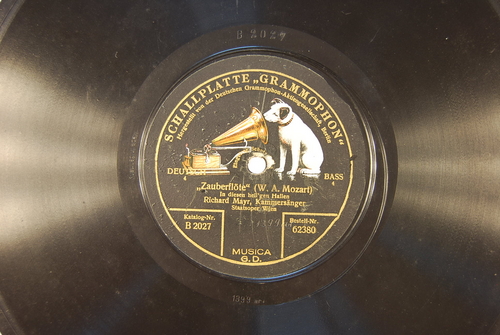 B 2027
SCHALLPLATTE „GRAMMOPHON“
Hergestellt von der Deutschen Grammophon-Aktiengesellschaft, Berlin
DEUTSCH
BASS
„Zauberflöte“ (W. A. Mozart)
In diesen heil'gen Hallen
Richard Mayr, Kammersänger
Staatsoper, Wien
Katalog-Nr.
B 2027
Bestell-Nr.
62380
MUSICA
G.D.